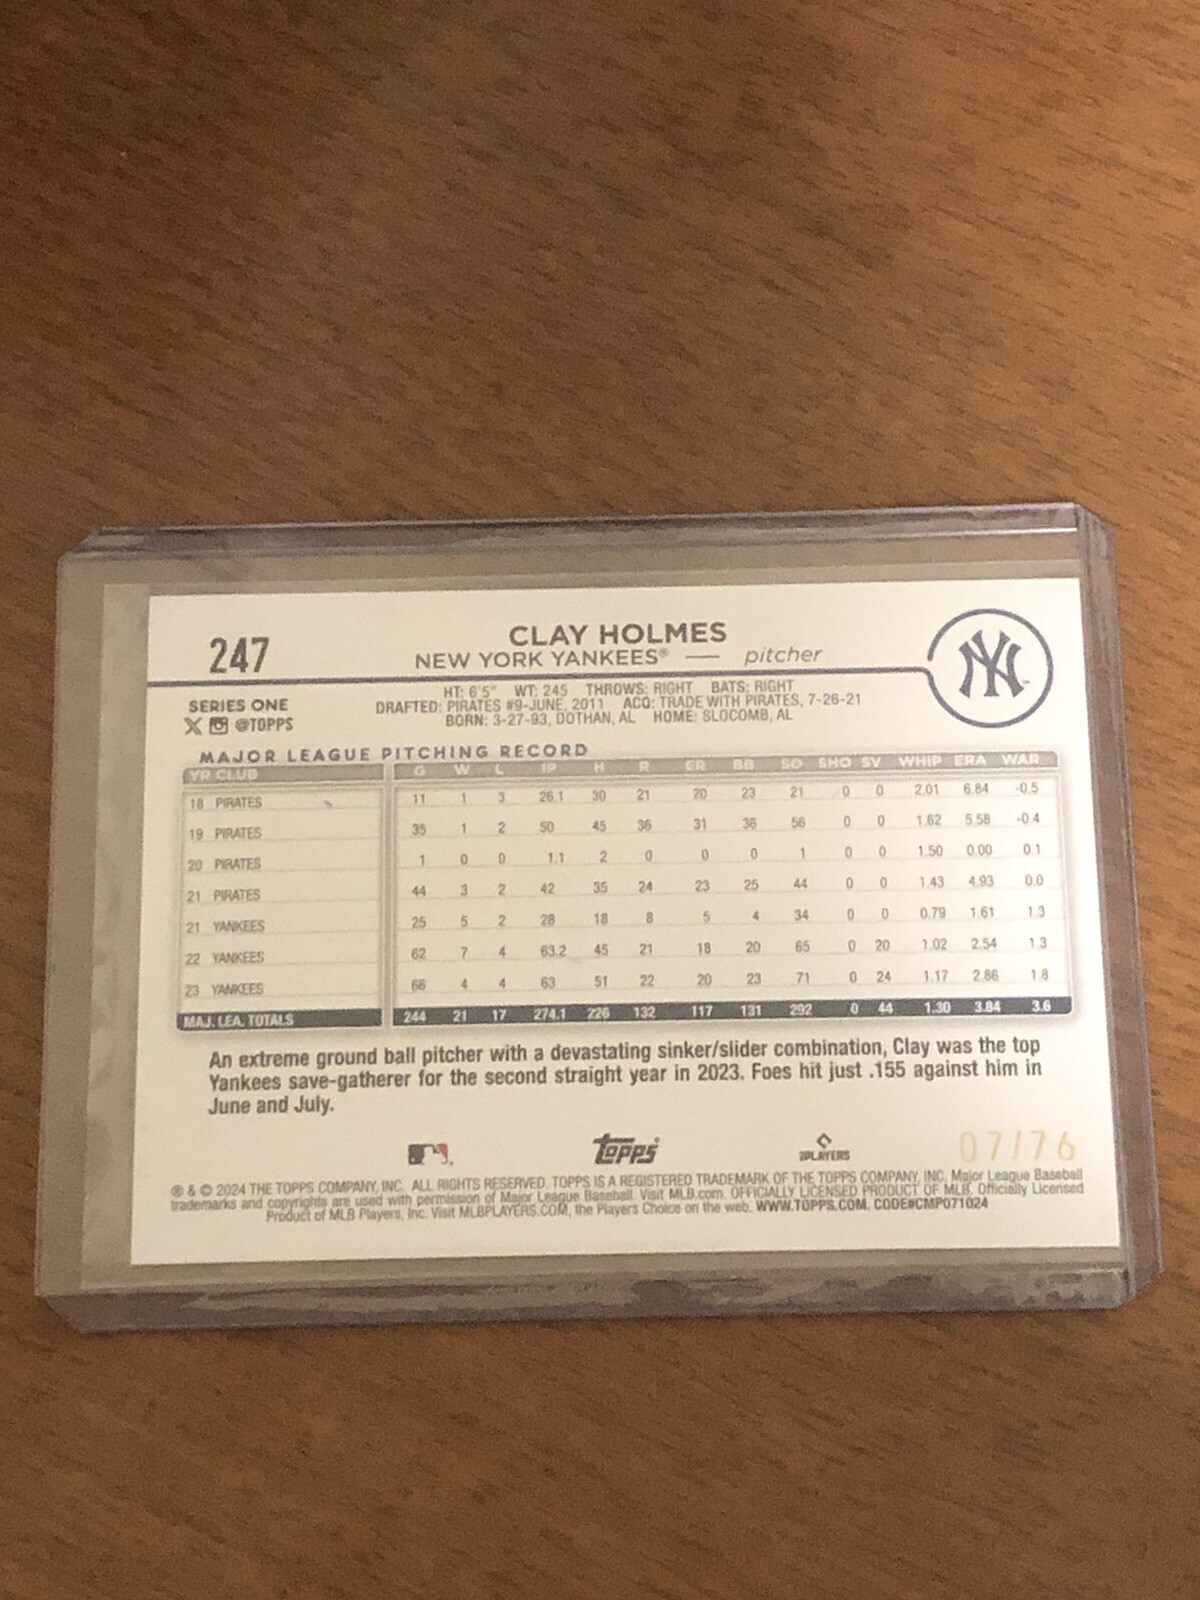 247
CLAY HOLMES
NEW YORK YANKEES® — pitcher
NY
SERIES ONE
@TOPPS
HT: 6'5" WT: 245 THROWS: RIGHT BATS: RIGHT
DRAFTED: PIRATES #9-JUNE, 2011 ACQ: TRADE WITH PIRATES, 7-26-21
BORN: 3-27-93, DOTHAN, AL HOME: SLOCOMB, AL
MAJOR LEAGUE PITCHING RECORD
YR CLUB G W L IP H R ER BB SO SHO SV WHIP ERA WAR
18 PIRATES 11 1 3 26.1 30 21 20 23 21 0 0 2.01 6.84 -0.5
19 PIRATES 35 1 2 50 45 36 31 36 56 0 0 1.62 5.58 -0.4
20 PIRATES 1 0 0 1.1 2 0 0 0 1 0 0 1.50 0.00 0.1
21 PIRATES 44 3 2 42 35 24 23 25 44 0 0 1.43 4.93 0.0
21 YANKEES 25 5 2 28 18 8 5 4 34 0 0 0.79 1.61 1.3
22 YANKEES 62 7 4 63.2 45 21 18 20 65 0 20 1.02 2.54 1.3
23 YANKEES 66 4 4 63 51 22 20 23 71 0 24 1.17 2.86 1.8
MAJ. LEA. TOTALS 244 21 17 274.1 226 132 117 131 292 0 44 1.30 3.84 3.6
An extreme ground ball pitcher with a devastating sinker/slider combination, Clay was the top
Yankees save-gatherer for the second straight year in 2023. Foes hit just .155 against him in
June and July.
Topps
PLAYERS
07/76
® & © 2024 THE TOPPS COMPANY, INC. ALL RIGHTS RESERVED. TOPPS IS A REGISTERED TRADEMARK OF THE TOPPS COMPANY, INC. Major League Baseball
trademarks and copyrights are used with permission of Major League Baseball. Visit MLB.com. OFFICIALLY LICENSED PRODUCT OF MLB. Officially Licensed
Product of MLB Players, Inc. Visit MLBPLAYERS.COM, the Players Choice on the web. WWW.TOPPS.COM. CODE#CMP071024